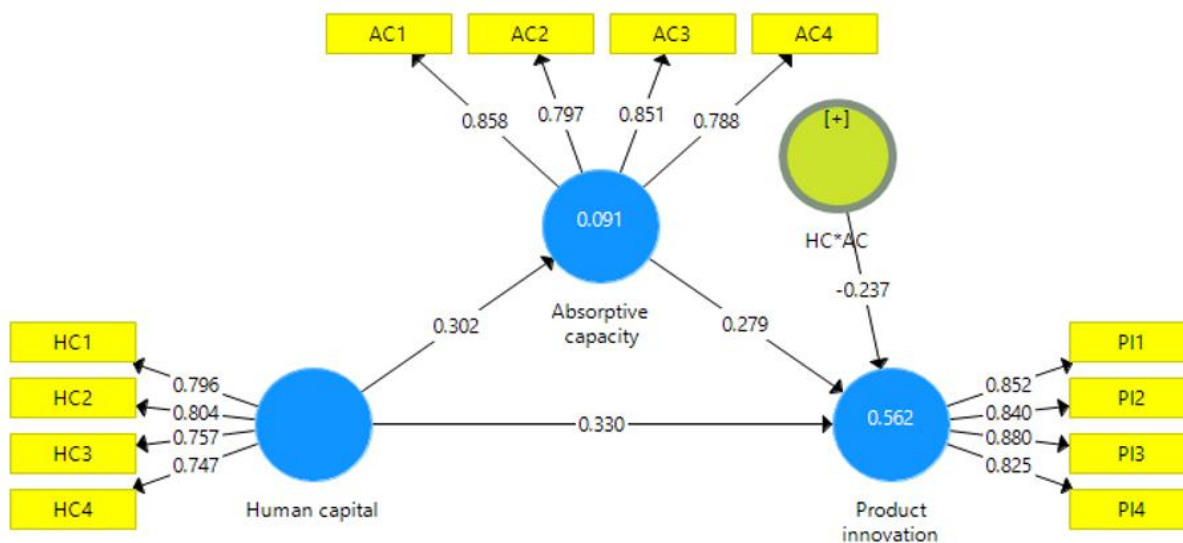 AC1
AC2
AC3
AC4
0.858
0.797
0.851
0.788
[+]
HC*AC
0.091
Absorptive
capacity
-0.237
0.302
0.279
HC1
HC2
HC3
HC4
0.796
0.804
0.757
0.747
Human capital
0.330
0.562
Product
innovation
0.852
0.840
0.880
0.825
PI1
PI2
PI3
PI4